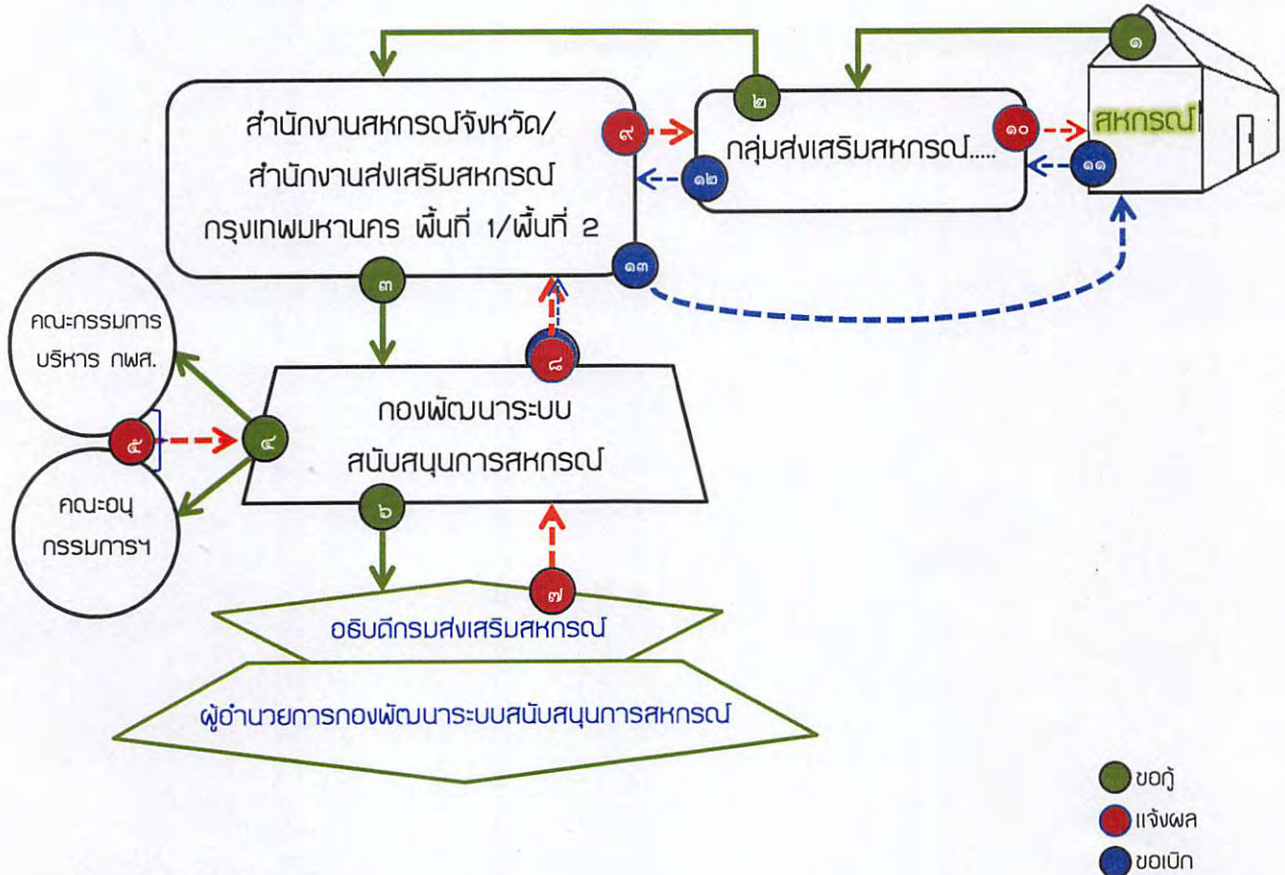 ๑
สหกรณ์
๒
กลุ่มส่งเสริมสหกรณ์.....
๑๐
๑๑
๑๒
สำนักงานสหกรณ์จังหวัด/
สำนักงานส่งเสริมสหกรณ์
กรุงเทพมหานคร พื้นที่ 1/พื้นที่ 2
๙
๑๓
๓
๘
คณะกรรมการ
บริหาร กพส.
๕
๔
คณะอนุ
กรรมการฯ
กองพัฒนาระบบ
สนับสนุนการสหกรณ์
๖
๗
อธิบดีกรมส่งเสริมสหกรณ์
ผู้อำนวยการกองพัฒนาระบบสนับสนุนการสหกรณ์
ขอกู้
แจ้งผล
ขอเบิก